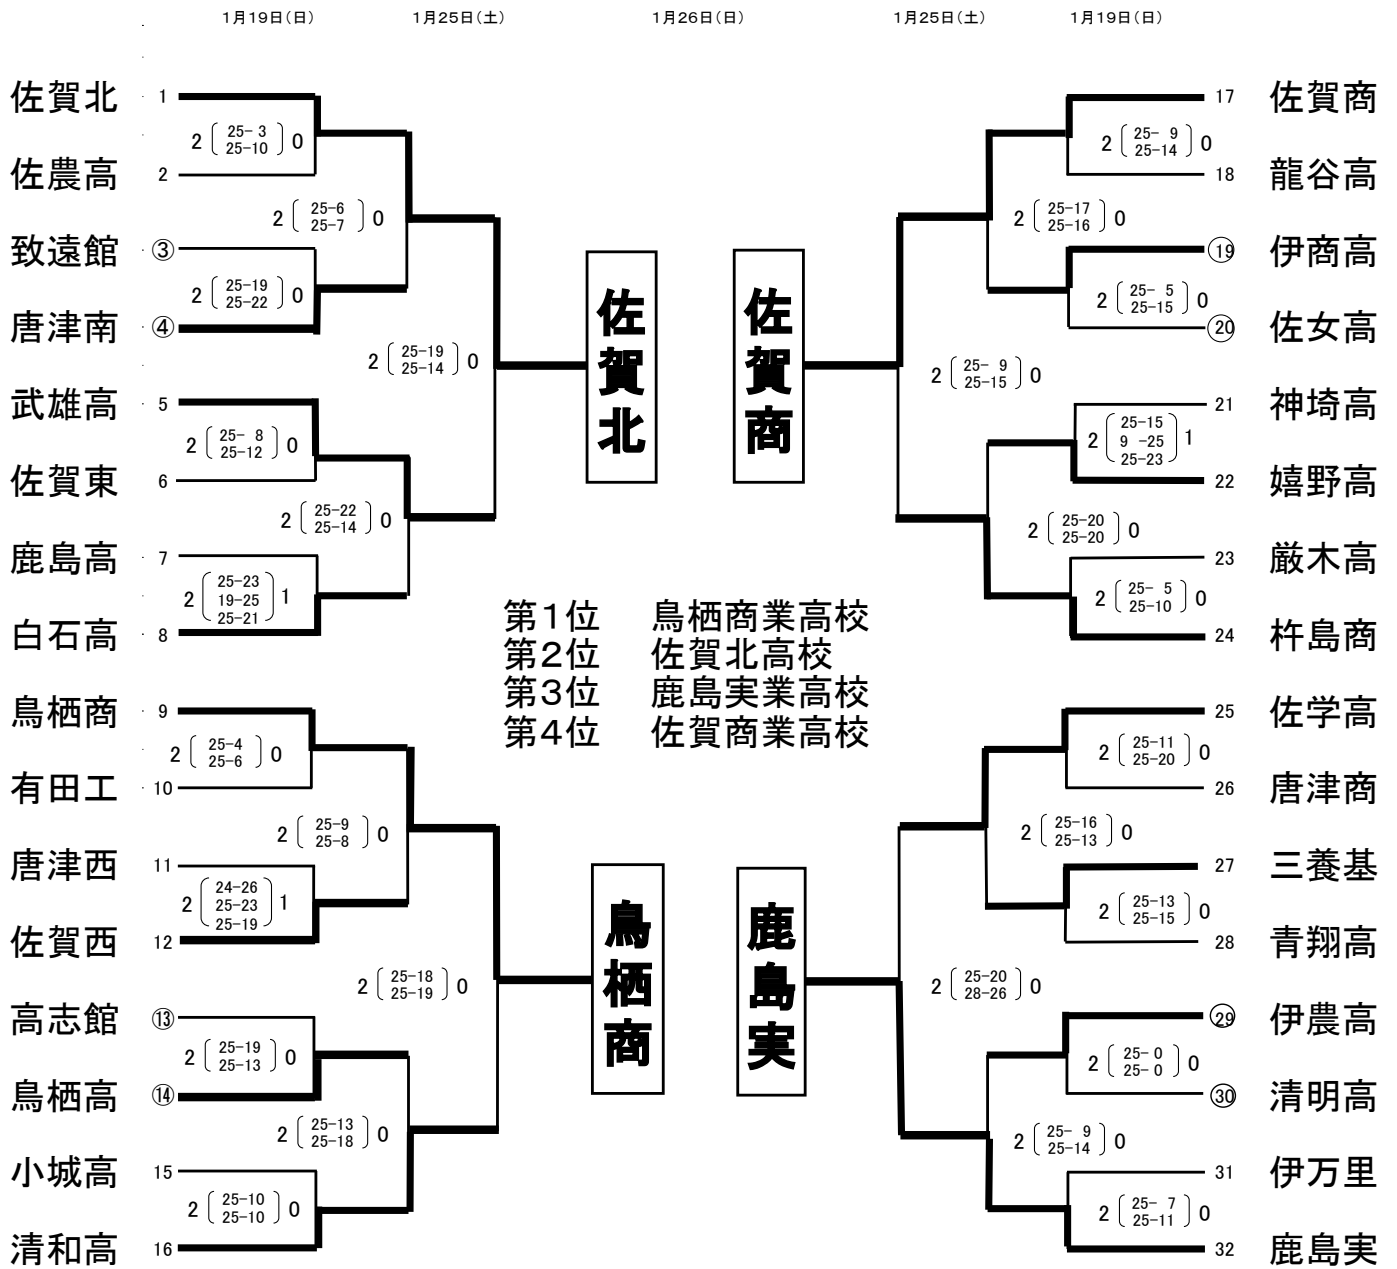 1月19日(日) 1月25日(土) 1月26日(日) 1月25日(土) 1月19日(日)
佐賀北 1
2 25- 3 0
25-10
佐農高 2
2 25-6 0
25-7
致遠館 ③
2 25-19 0
25-22
唐津南 ④
2 25-19 0
25-14
武雄高 5
2 25- 8 0
25-12
佐賀東 6
2 25-22 0
25-14
鹿島高 7
2 25-23 1
19-25
25-21
白石高 8
佐賀北
鳥栖商 9
2 25-4 0
25-6
有田工 10
2 25-9 0
25-8
唐津西 11
2 24-26 1
25-23
25-19
佐賀西 12
2 25-18 0
25-19
高志館 ⑬
2 25-19 0
25-13
鳥栖高 ⑭
2 25-13 0
25-18
小城高 15
2 25-10 0
25-10
清和高 16
鳥栖商
第1位 鳥栖商業高校
第2位 佐賀北高校
第3位 鹿島実業高校
第4位 佐賀商業高校
佐賀商
17 佐賀商
2 25- 9 0
25-14
18 龍谷高
2 25-17 0
25-16
⑲ 伊商高
2 25- 5 0
25-15
⑳ 佐女高
2 25- 9 0
25-15
21 神埼高
2 25-15 1
9 -25
25-23
22 嬉野高
2 25-20 0
25-20
23 厳木高
2 25- 5 0
25-10
24 杵島商
鹿島実
25 佐学高
2 25-11 0
25-20
26 唐津商
2 25-16 0
25-13
27 三養基
2 25-13 0
25-15
28 青翔高
2 25-20 0
28-26
㉙ 伊農高
2 25- 0 0
25- 0
㉚ 清明高
2 25- 9 0
25-14
31 伊万里
2 25- 7 0
25-11
32 鹿島実